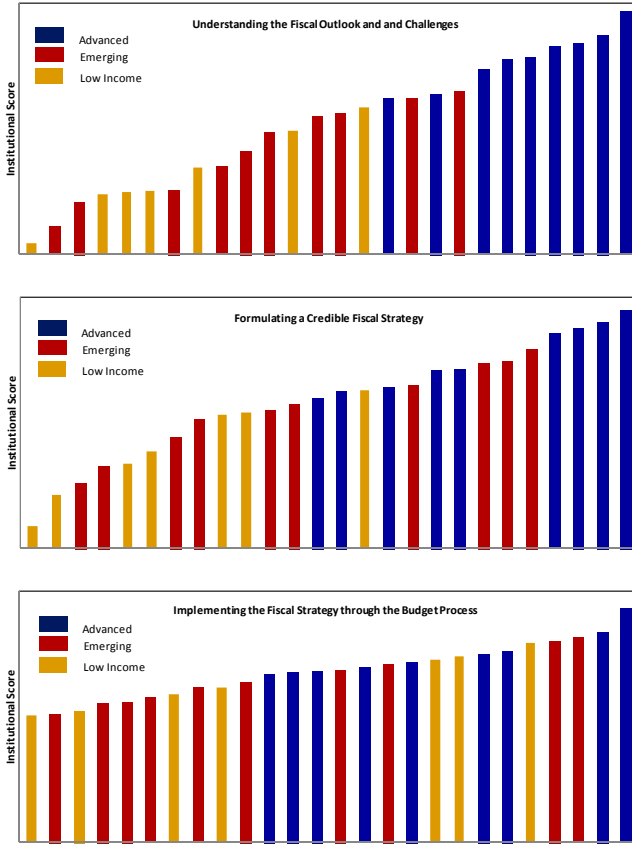 Understanding the Fiscal Outlook and and Challenges
Advanced
Emerging
Low Income
Institutional Score
Formulating a Credible Fiscal Strategy
Advanced
Emerging
Low Income
Institutional Score
Implementing the Fiscal Strategy through the Budget Process
Advanced
Emerging
Low Income
Institutional Score